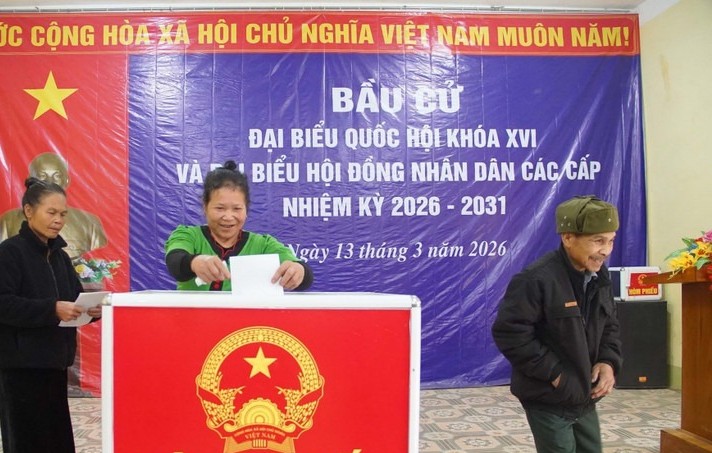 ỚC CỘNG HÒA XÃ HỘI CHỦ NGHĨA VIỆT NAM MUÔN NĂM!
BẦU CỬ
ĐẠI BIỂU QUỐC HỘI KHÓA XVI
VÀ BIỂU HỘI ĐỒNG NHÂN DÂN CÁC CẤP
NHIỆM KỲ 2026 - 2031
Ngày 13 tháng 3 năm 2026
HÒM PHIẾU
VIỆT NAM